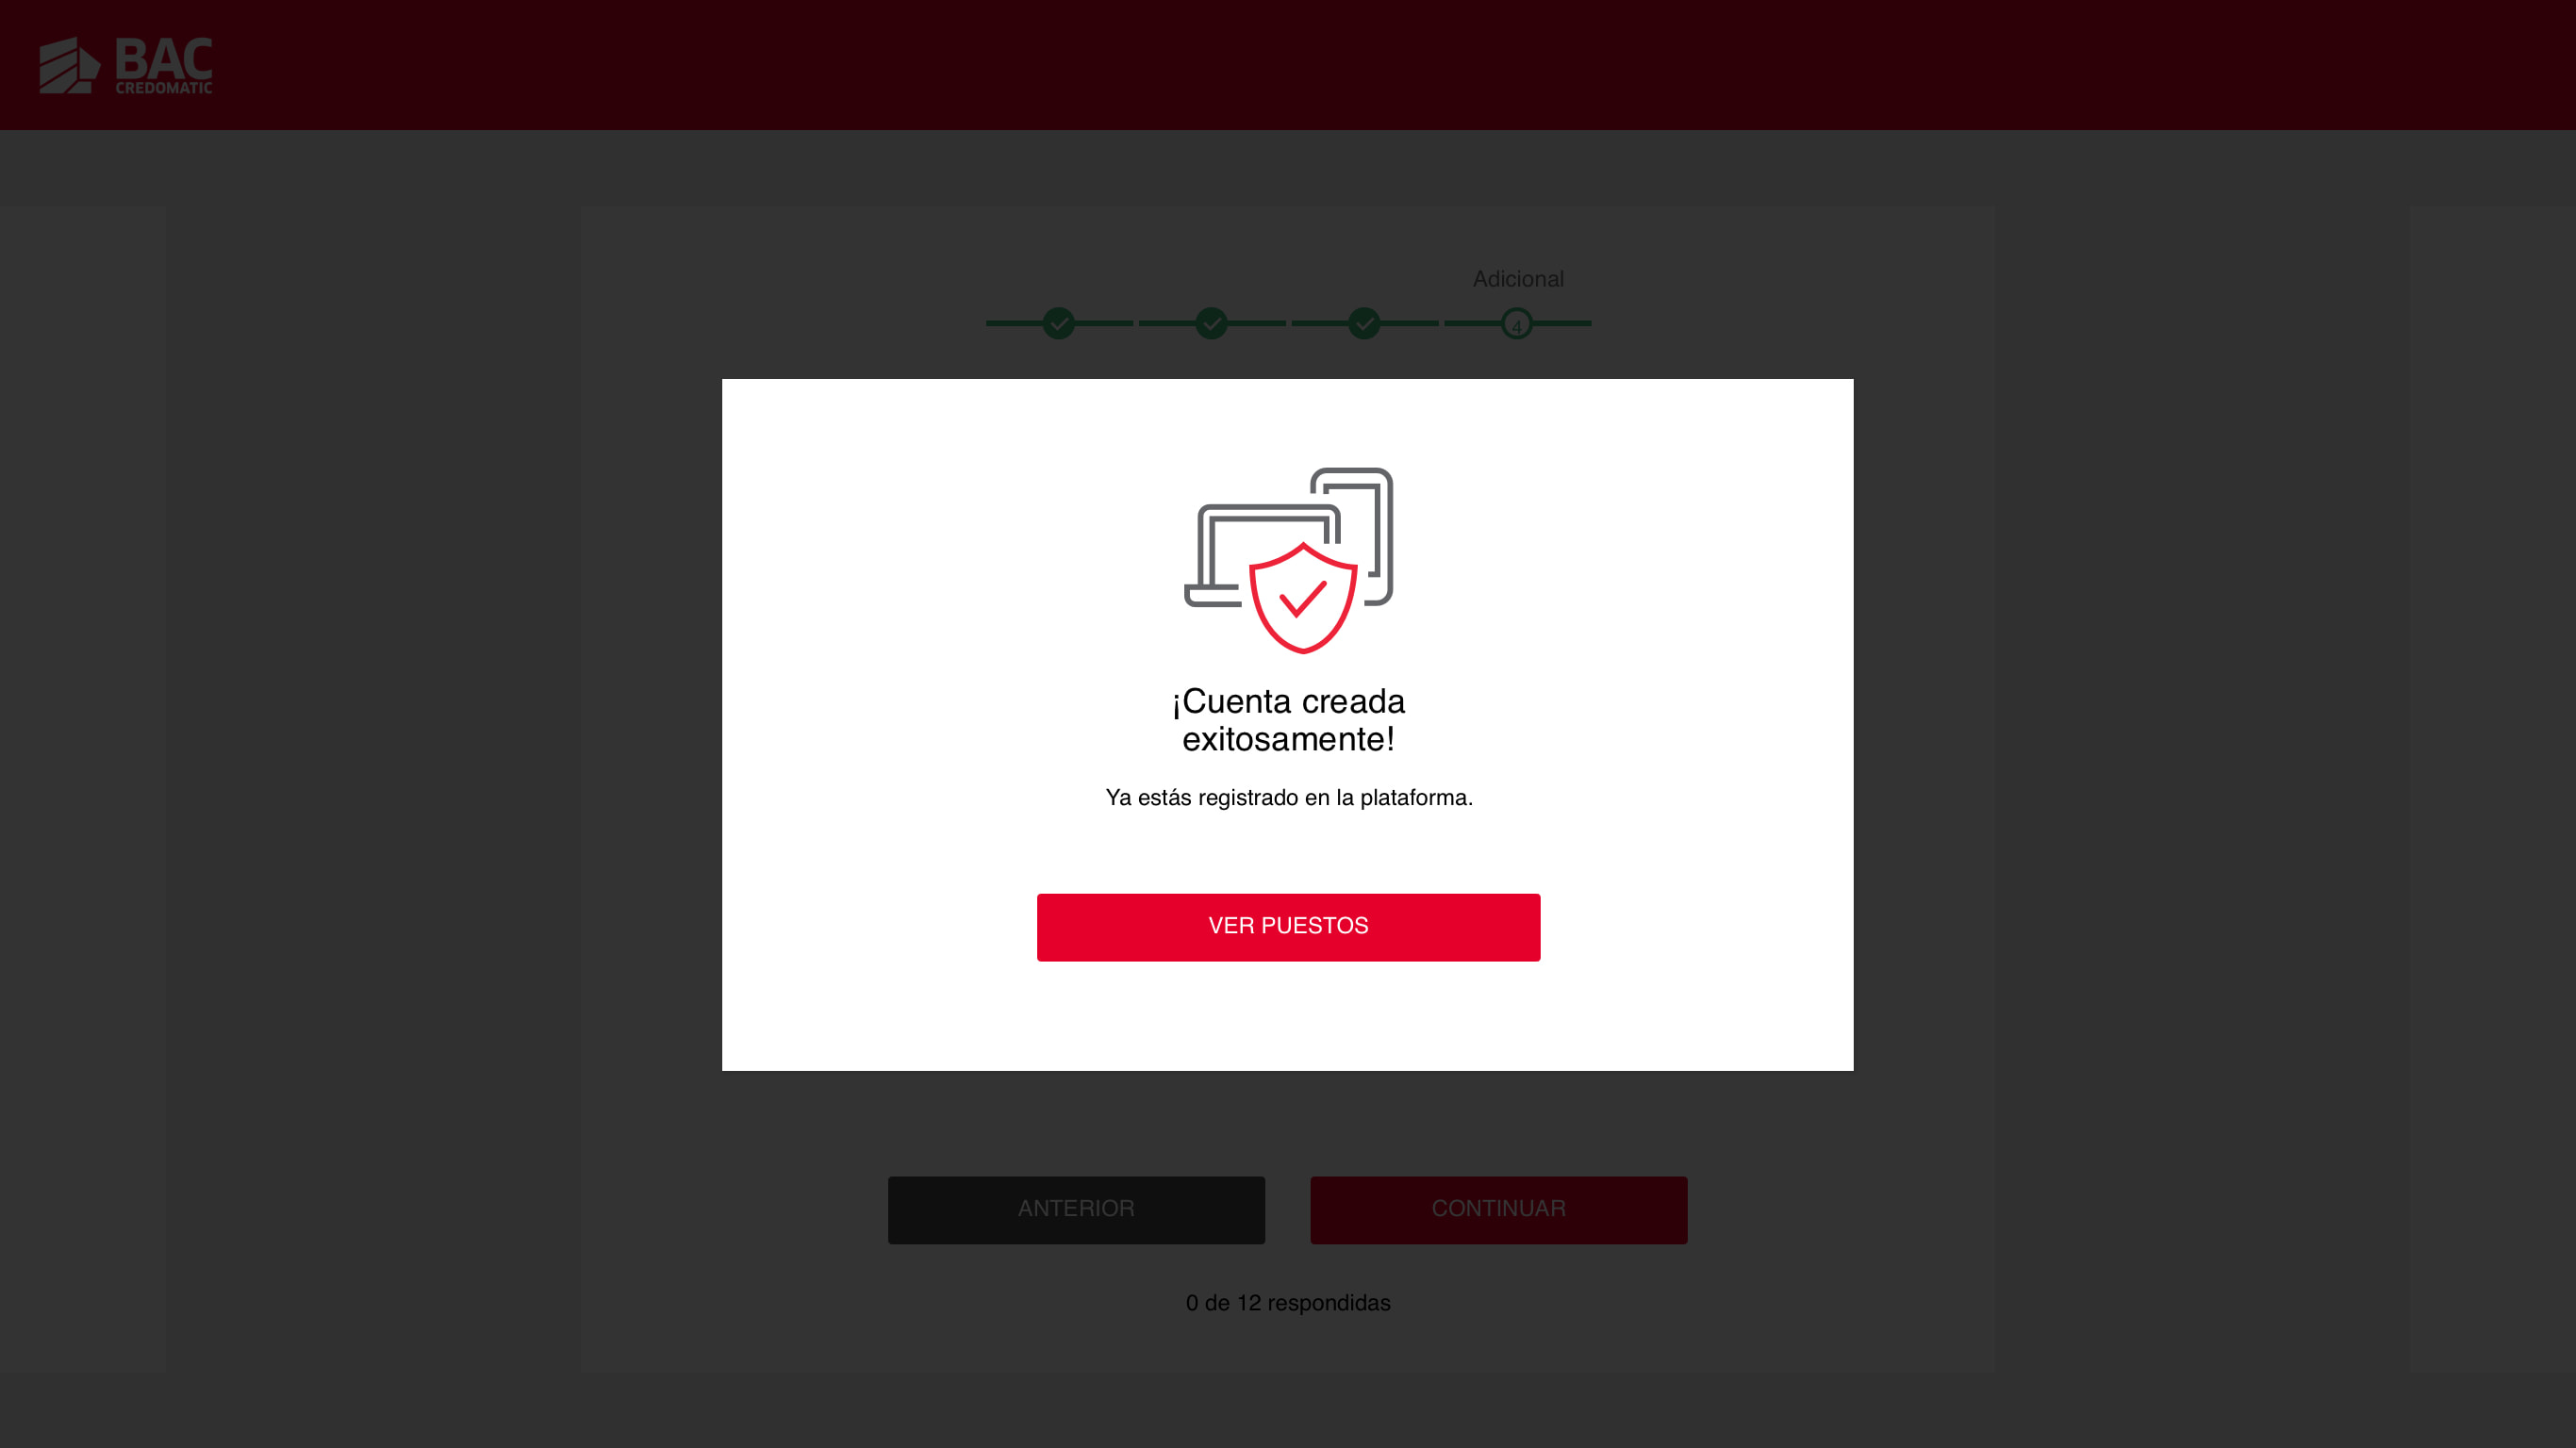 BAC
CREDOMATIC
Adicional
4
¡Cuenta creada
exitosamente!
Ya estás registrado en la plataforma.
VER PUESTOS
ANTERIOR
CONTINUAR
0 de 12 respondidas